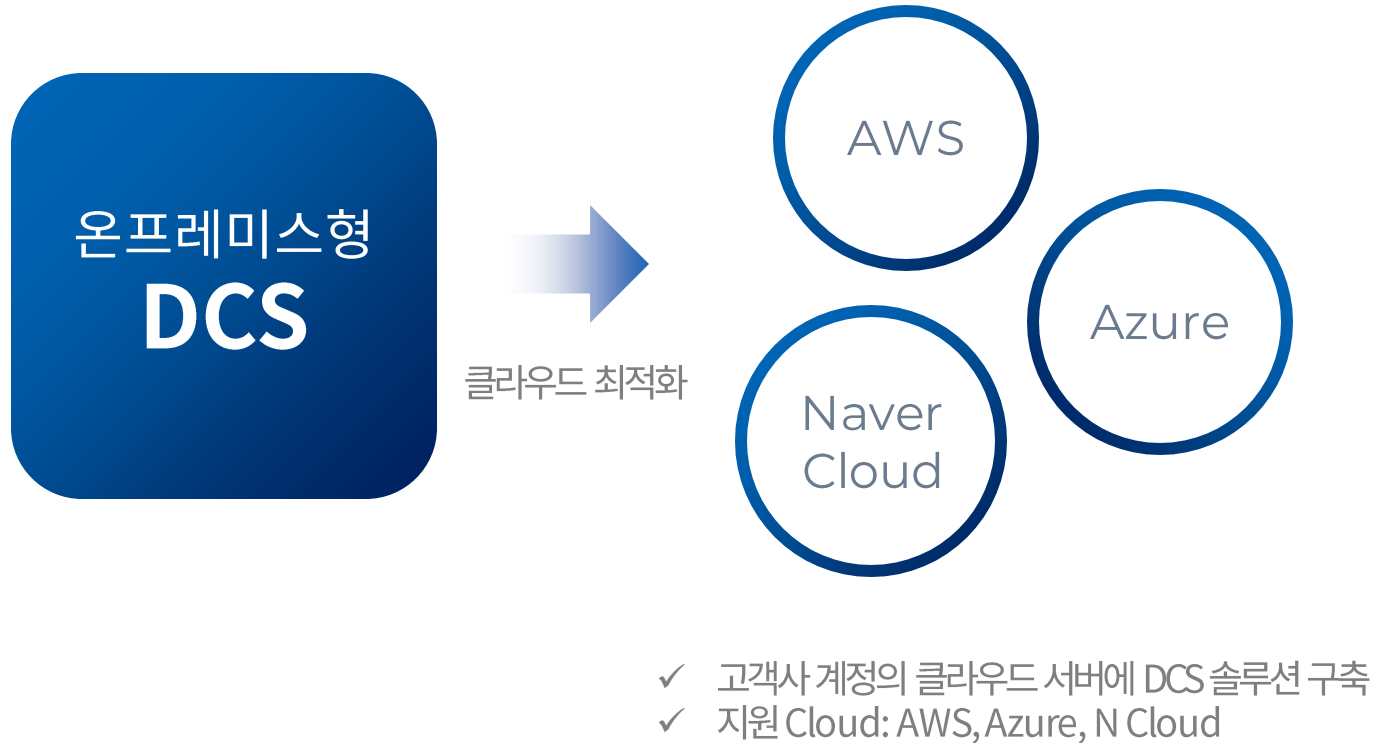 온프레미스형
DCS
클라우드 최적화
AWS
Azure
Naver
Cloud
✓ 고객사 계정의 클라우드 서버에 DCS 솔루션 구축
✓ 지원 Cloud: AWS, Azure, N Cloud